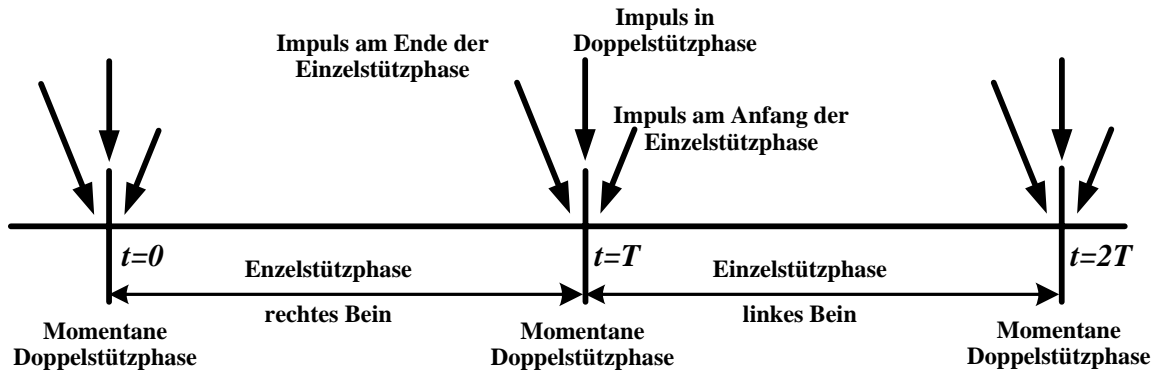 Impuls in
Doppelstützphase
Impuls am Ende der
Einzelstützphase
Impuls am Anfang der
Einzelstützphase
t=0
t=T
t=2T
Enzelstützphase
rechtes Bein
Einzelstützphase
linkes Bein
Momentane
Doppelstützphase
Momentane
Doppelstützphase
Momentane
Doppelstützphase